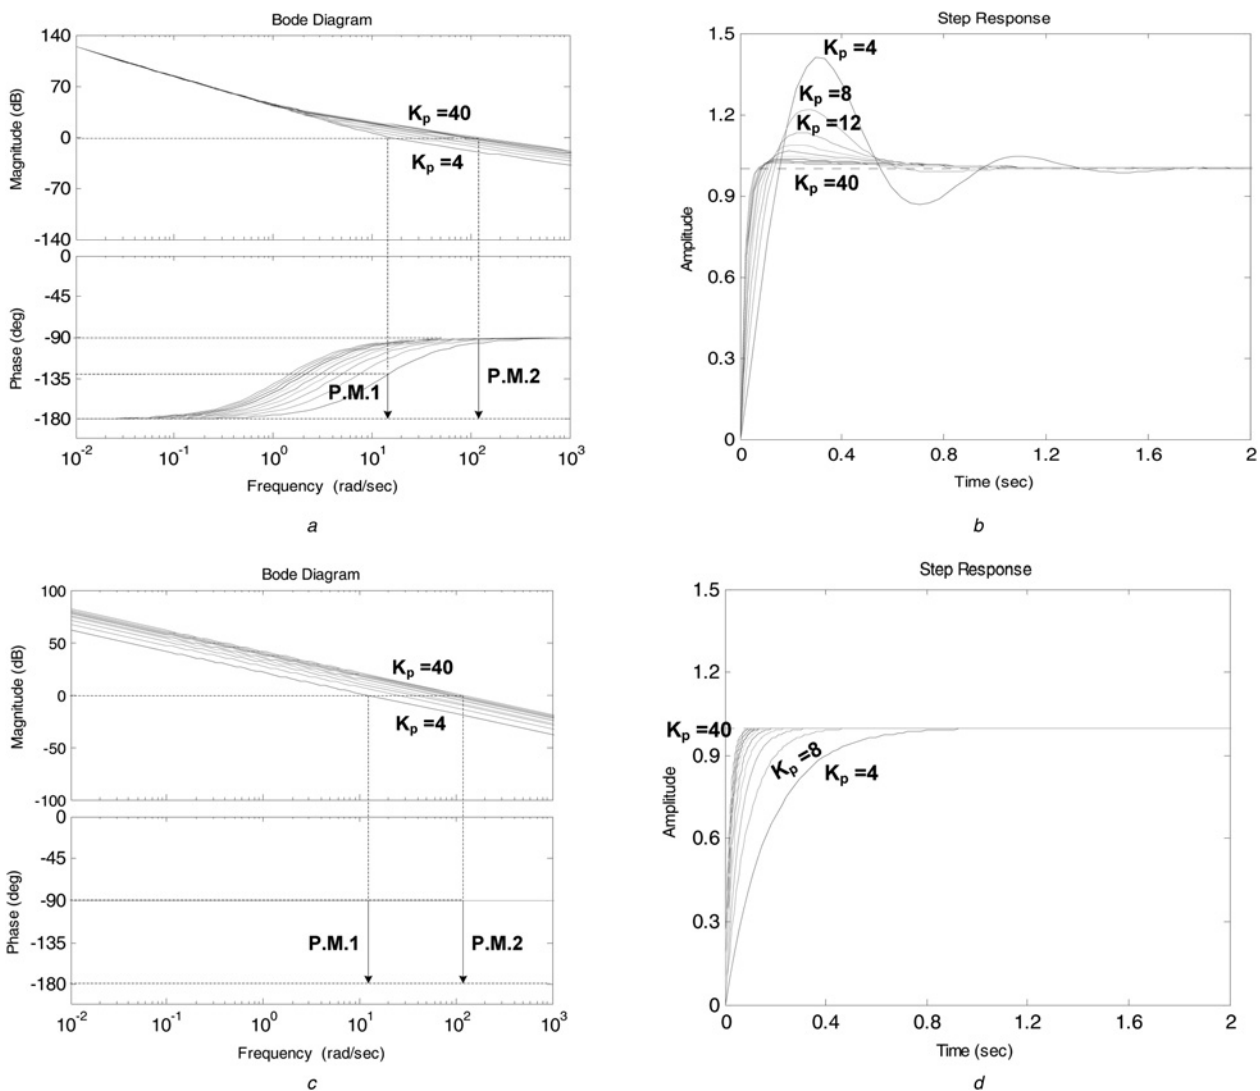 Bode Diagram
140
70
0
-70
-140
Magnitude (dB)
K_p =40
K_p =4
0
-45
-90
-135
-180
Phase (deg)
P.M.1
P.M.2
10^-2
10^-1
10^0
10^1
10^2
10^3
Frequency (rad/sec)
a
Step Response
1.5
1.2
0.9
0.6
0.3
0
Amplitude
K_p =4
K_p =8
K_p =12
K_p =40
0
0.4
0.8
1.2
1.6
2
Time (sec)
b
Bode Diagram
100
50
0
-50
-100
Magnitude (dB)
K_p =40
K_p =4
0
-45
-90
-135
-180
Phase (deg)
P.M.1
P.M.2
10^-2
10^-1
10^0
10^1
10^2
10^3
Frequency (rad/sec)
c
Step Response
1.5
1.2
0.9
0.6
0.3
0
Amplitude
K_p =40
K_p =8
K_p =4
0
0.4
0.8
1.2
1.6
2
Time (sec)
d